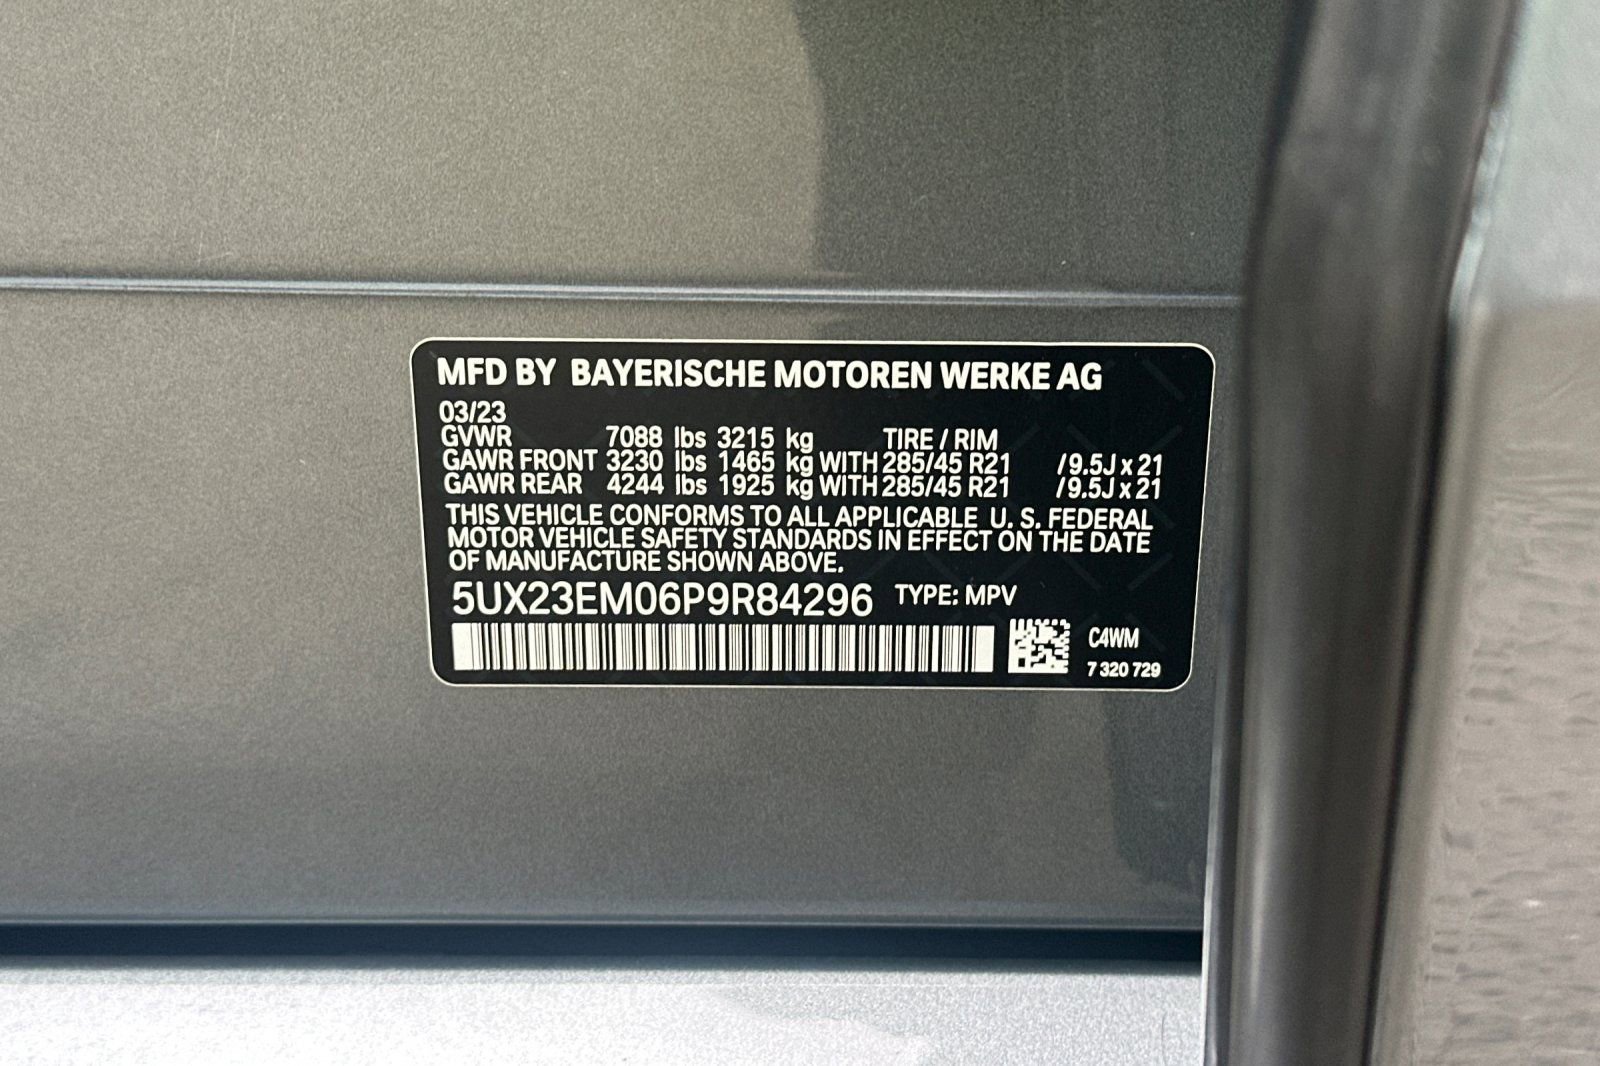 MFD BY BAYERISCHE MOTOREN WERKE AG
03/23
GVWR 7088 lbs 3215 kg TIRE / RIM
GAWR FRONT 3230 lbs 1465 kg WITH 285/45 R21 / 9.5J x 21
GAWR REAR 4244 lbs 1925 kg WITH 285/45 R21 / 9.5J x 21
THIS VEHICLE CONFORMS TO ALL APPLICABLE U. S. FEDERAL
MOTOR VEHICLE SAFETY STANDARDS IN EFFECT ON THE DATE
OF MANUFACTURE SHOWN ABOVE.
5UX23EM06P9R84296 TYPE: MPV
C4WM
7 320 729